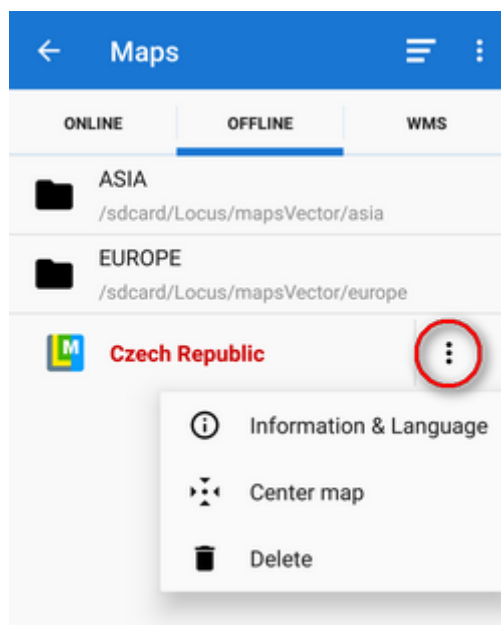 Maps
ONLINE OFFLINE WMS
ASIA
/sdcard/Locus/mapsVector/asia
EUROPE
/sdcard/Locus/mapsVector/europe
M
Czech Republic
Information & Language
Center map
Delete